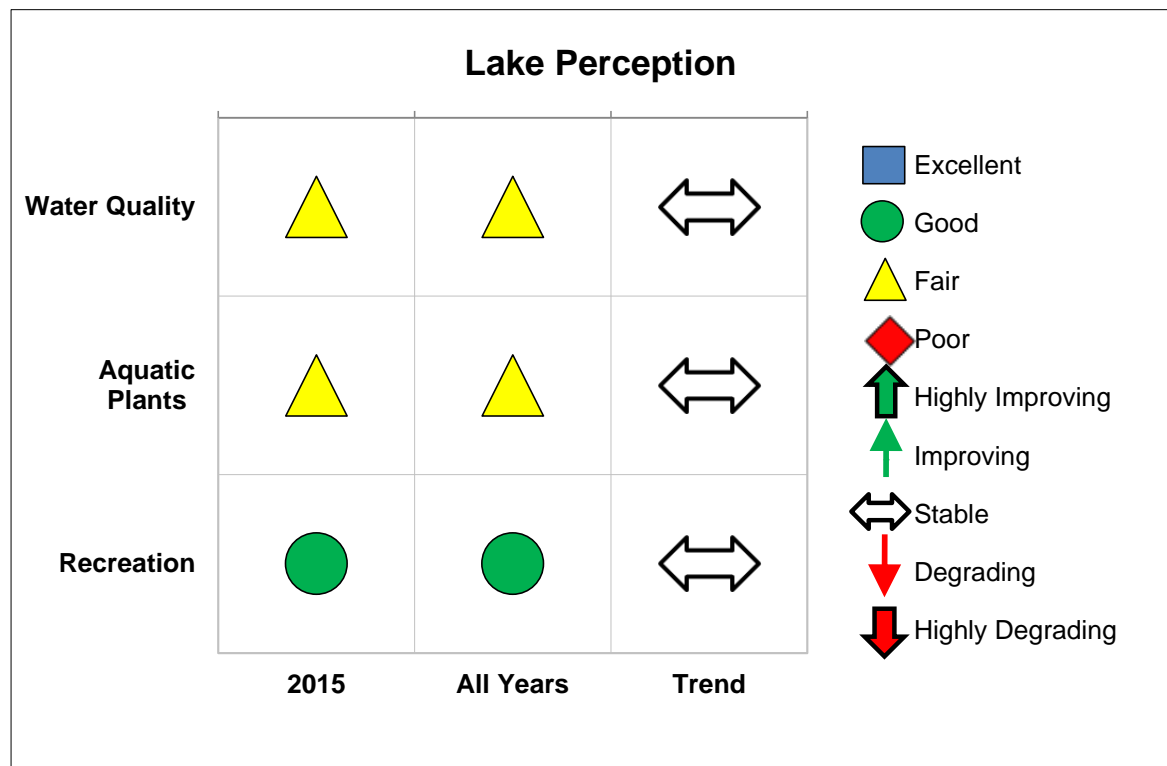 Lake Perception
Water Quality
Aquatic
Plants
Recreation
2015
All Years
Trend
Excellent
Good
Fair
Poor
Highly Improving
Improving
Stable
Degrading
Highly Degrading